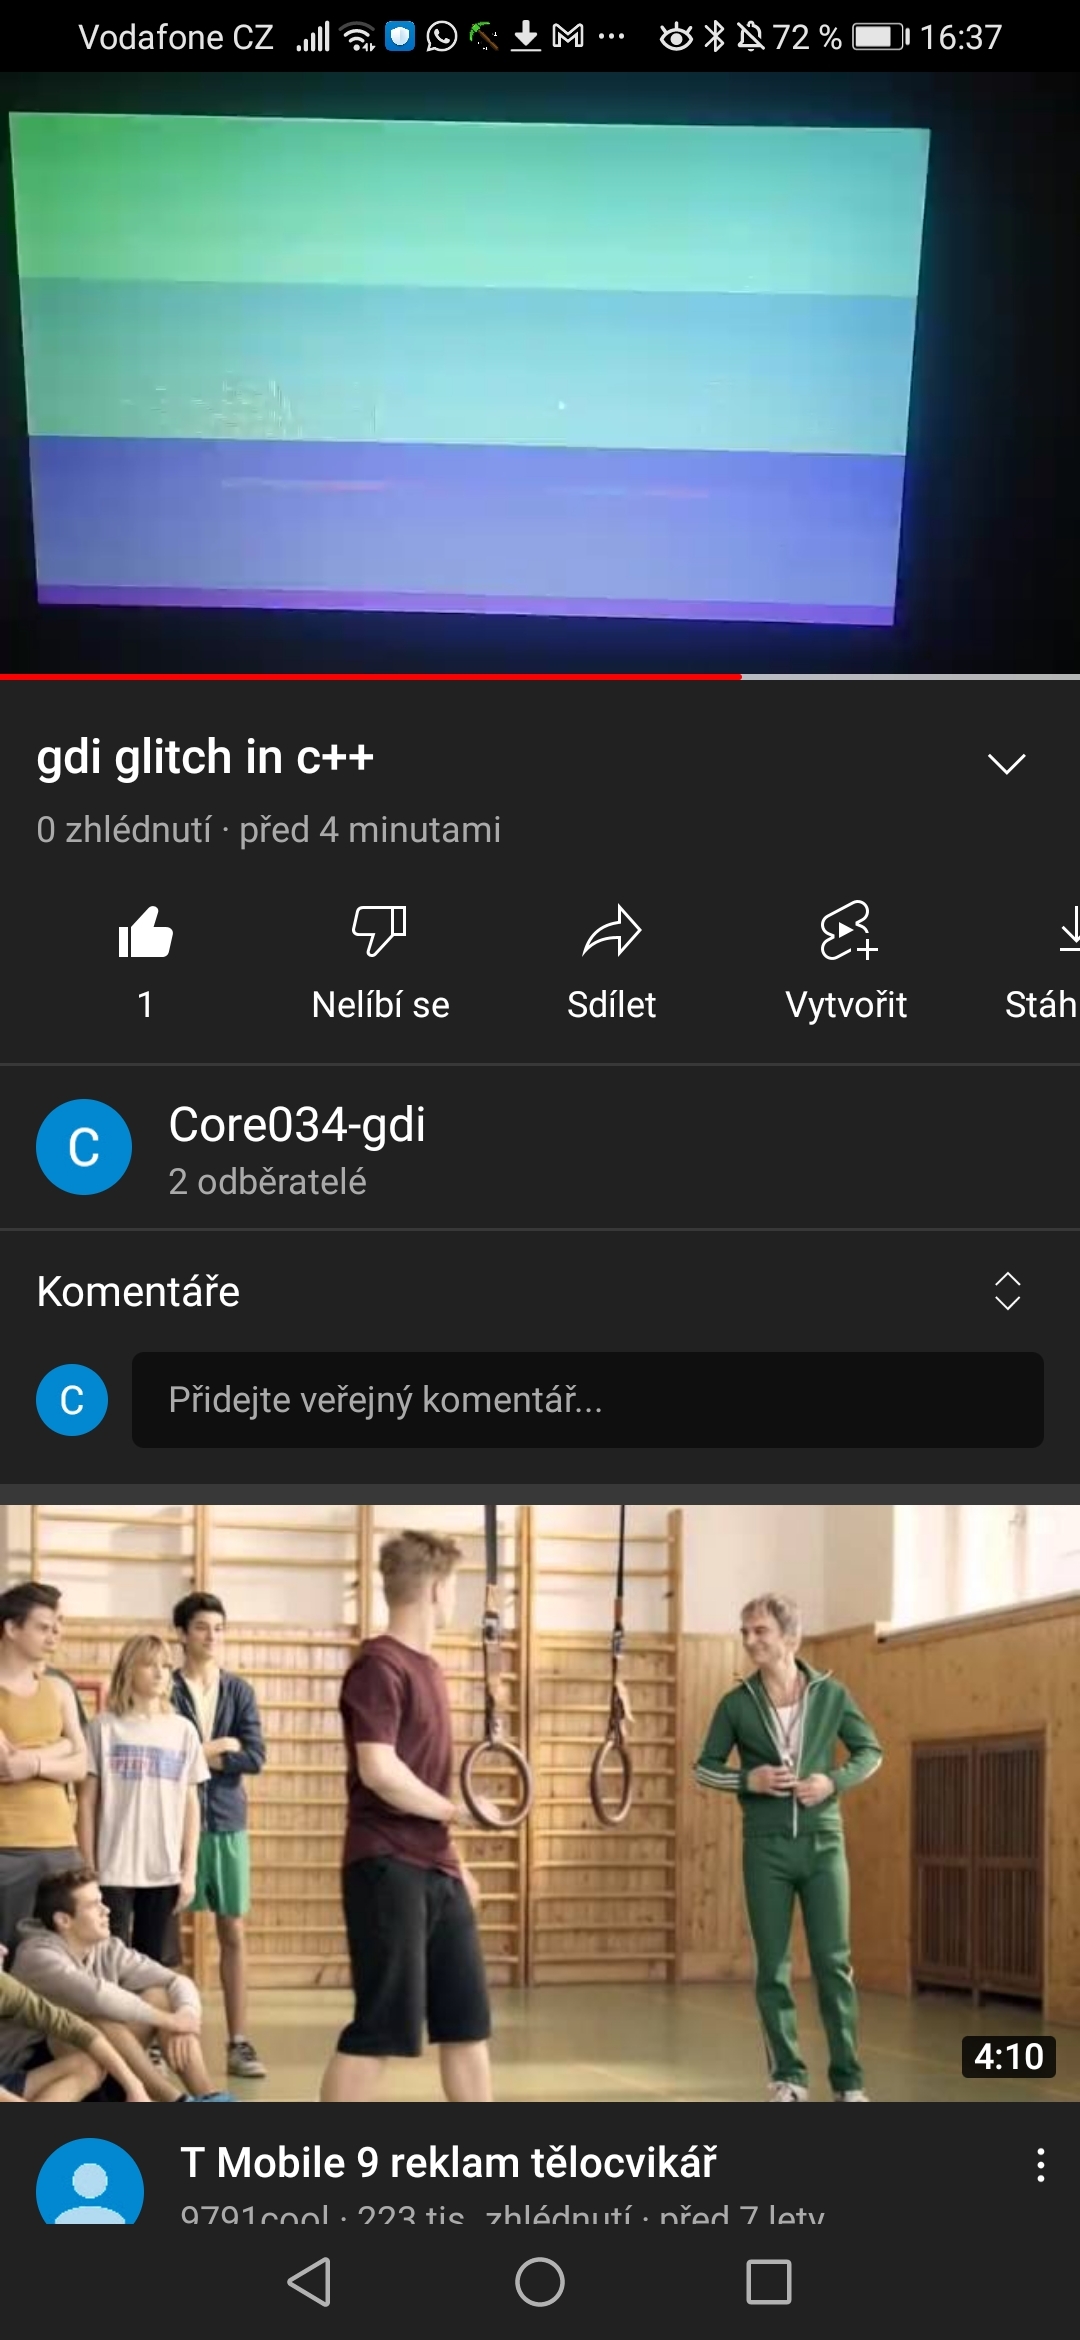 Vodafone CZ 72 % 16:37
gdi glitch in c++
0 zhlédnutí · před 4 minutami
1 Nelíbí se Sdílet Vytvořit Stáh
C Core034-gdi
2 odběratelé
Komentáře
C Přidejte veřejný komentář...
4:10
T Mobile 9 reklam tělocvikář
9791cool · 223 tis. zhlédnutí · před 7 lety